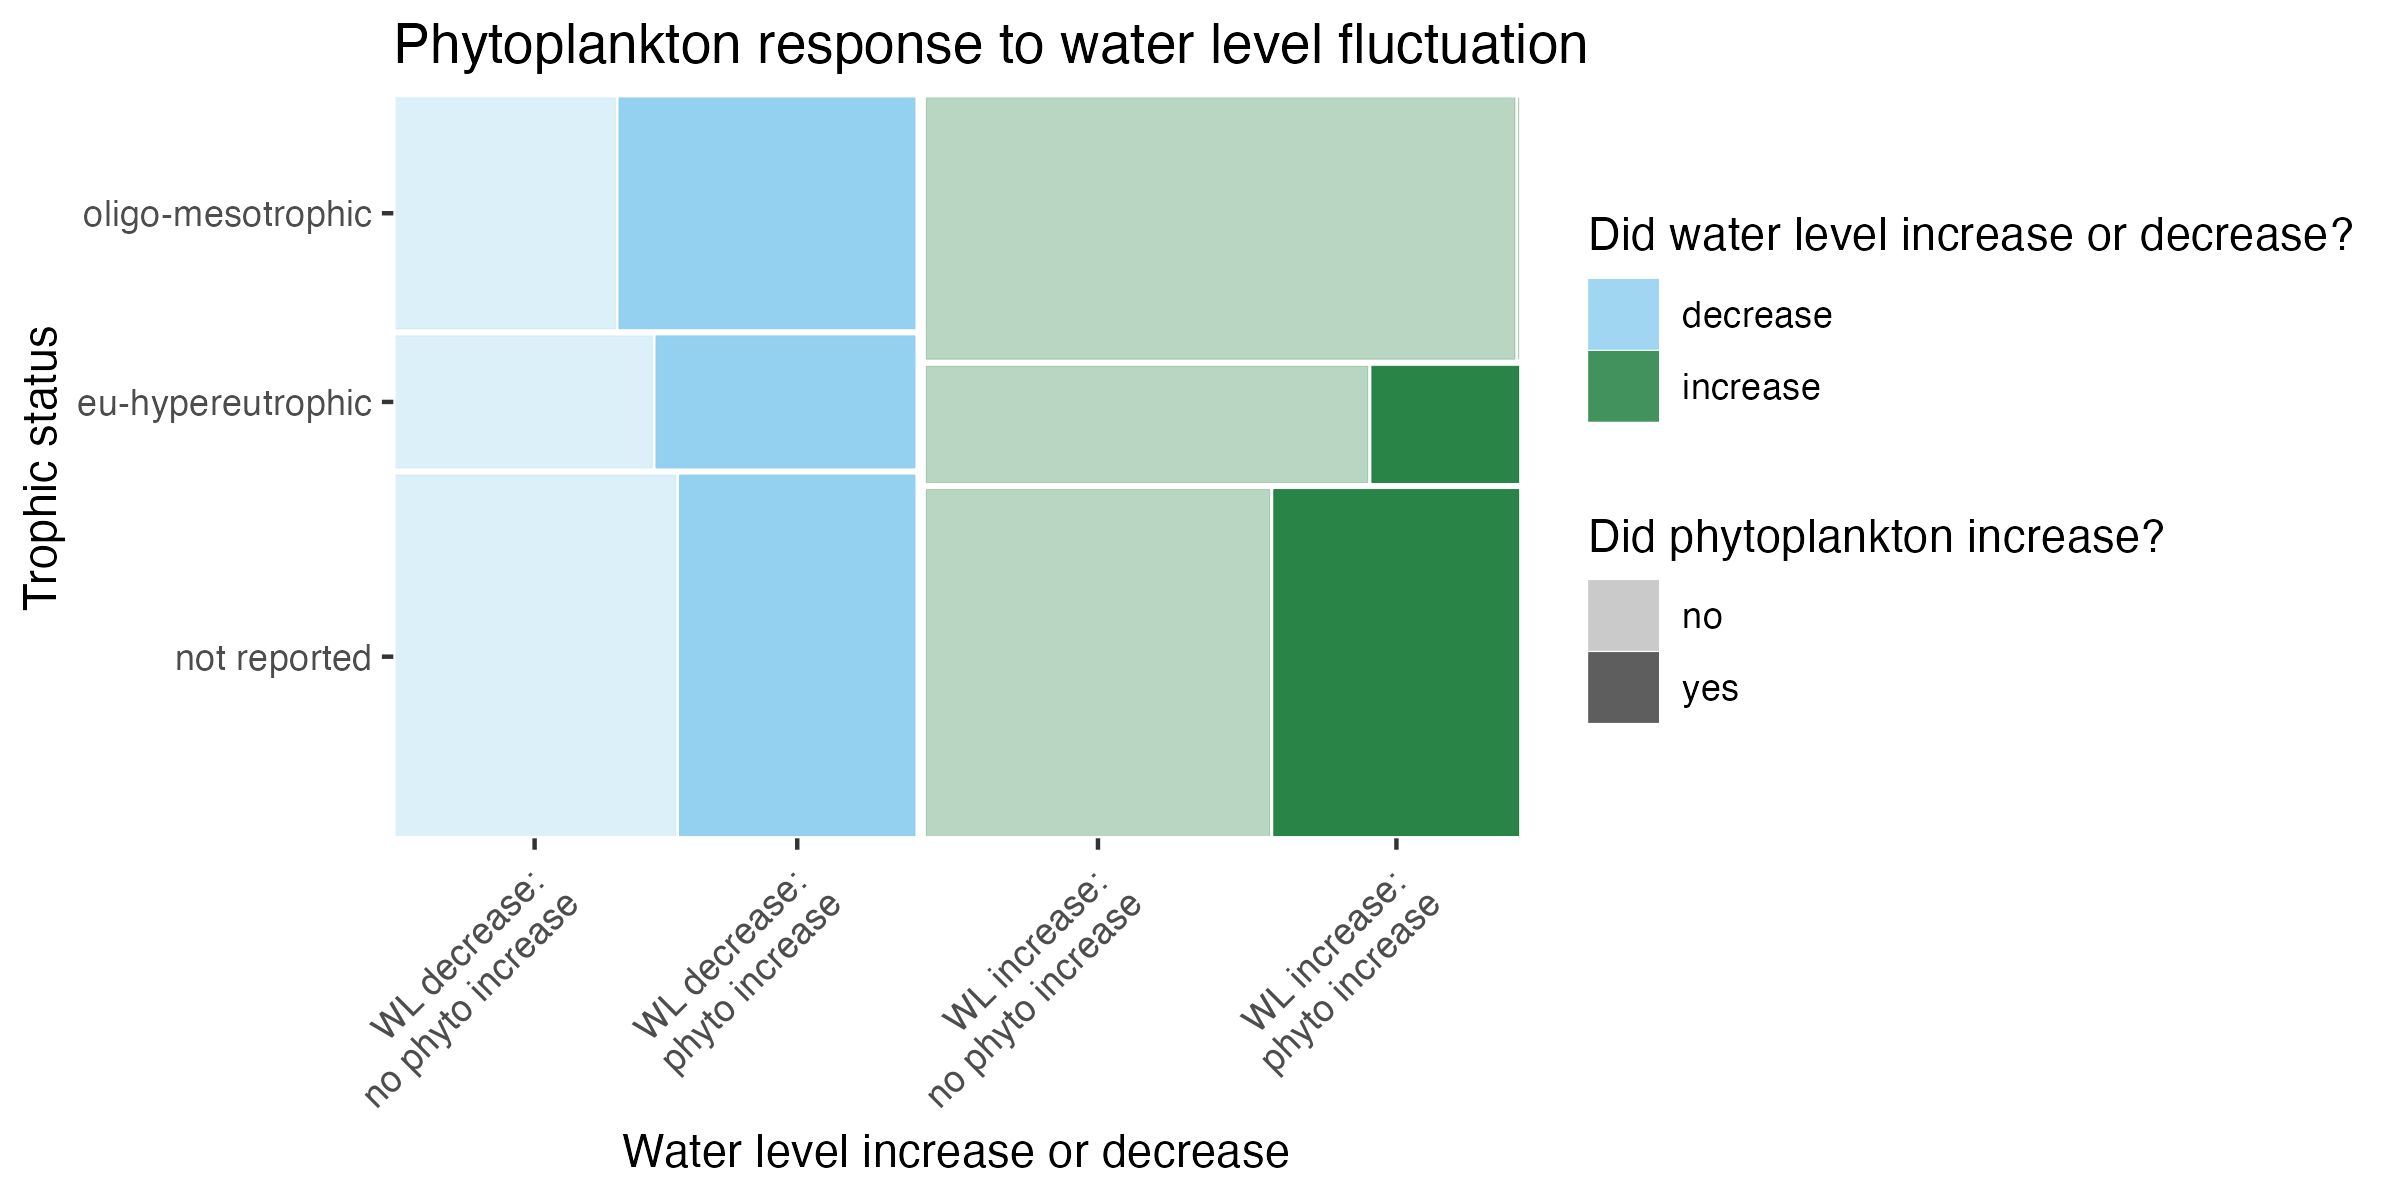 Phytoplankton response to water level fluctuation
Trophic status
oligo-mesotrophic
eu-hypereutrophic
not reported
WL decrease:
no phyto increase
WL decrease:
phyto increase
WL increase:
no phyto increase
WL increase:
phyto increase
Water level increase or decrease
Did water level increase or decrease?
decrease
increase
Did phytoplankton increase?
no
yes